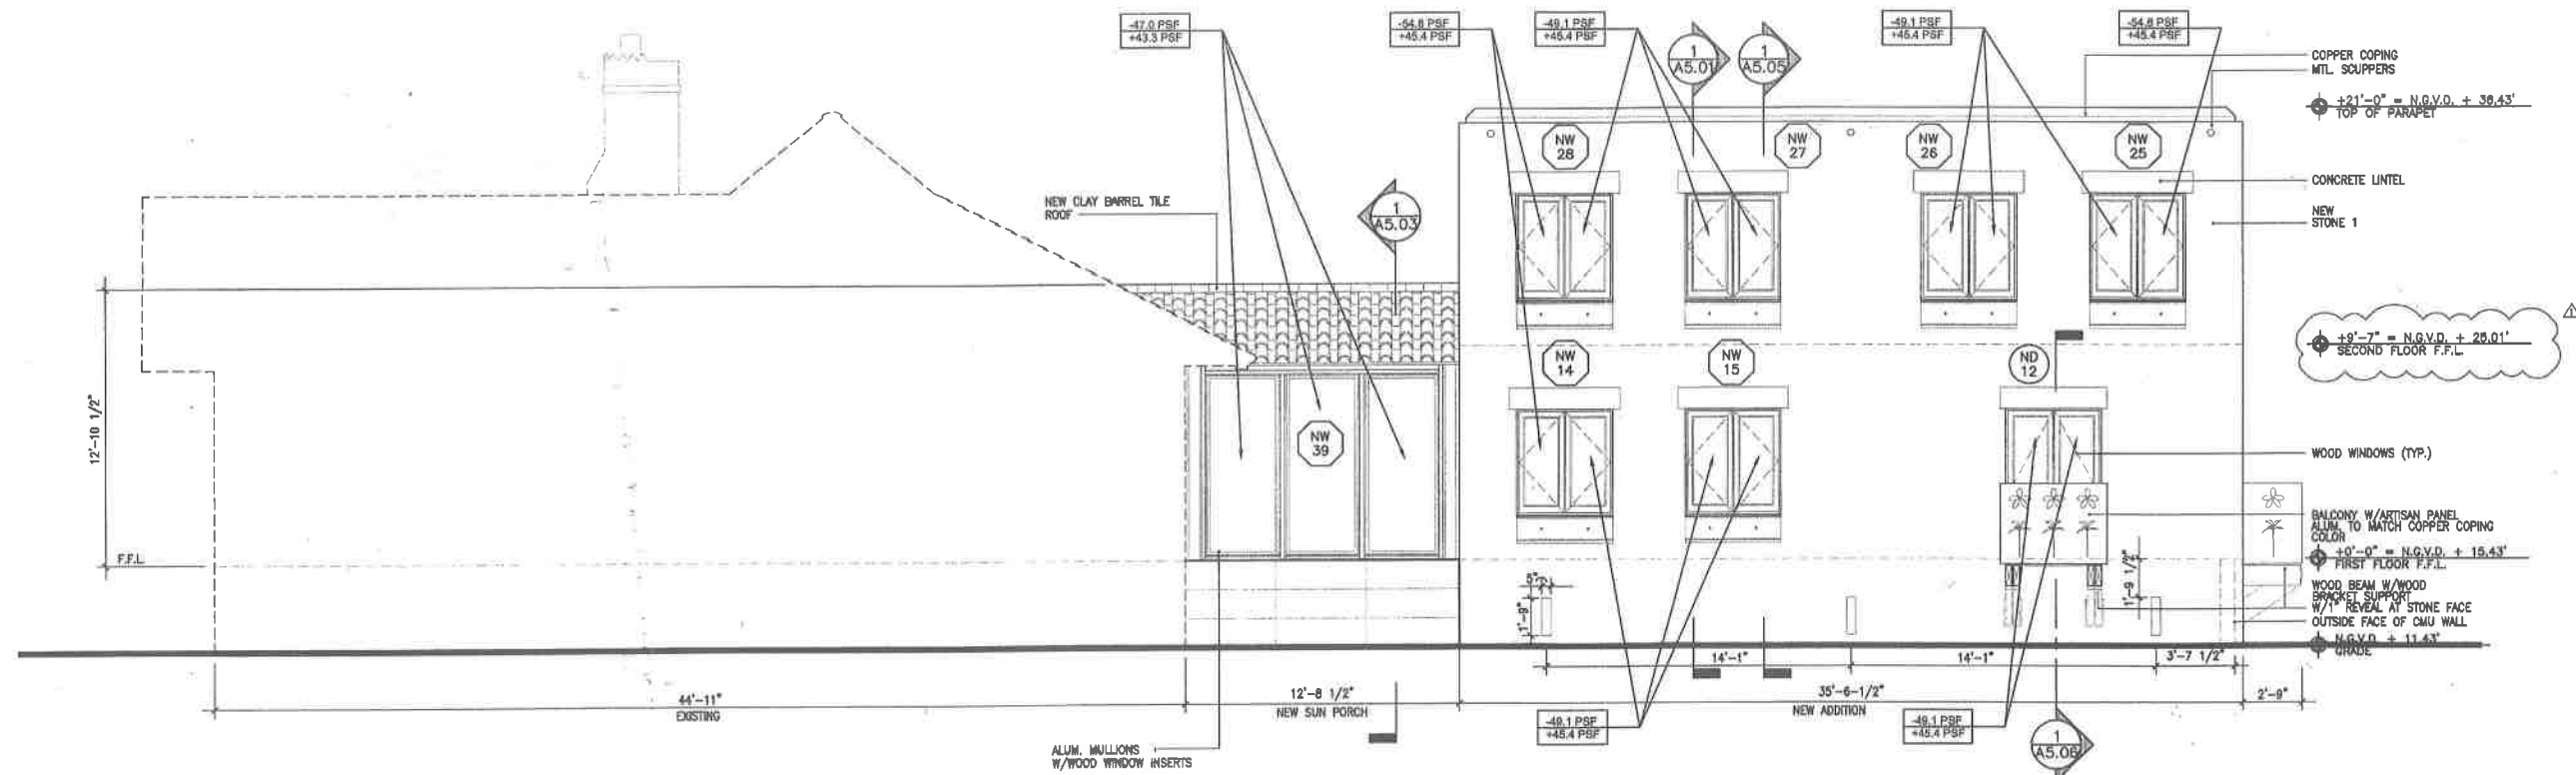 -47.0 PSF
+43.3 PSF
-54.8 PSF
+45.4 PSF
-49.1 PSF
+45.4 PSF
-49.1 PSF
+45.4 PSF
-54.8 PSF
+45.4 PSF
1
A5.01
1
A5.05
COPPER COPING
MTL. SCUPPERS
+21'-0" = N.G.V.D. + 36.43'
TOP OF PARAPET
NW
28
NW
27
NW
26
NW
25
CONCRETE LINTEL
NEW
STONE 1
NEW CLAY BARREL TILE
ROOF
1
A5.03
+9'-7" = N.G.V.D. + 25.01'
SECOND FLOOR F.F.L.
1
NW
14
NW
15
ND
12
12'-10 1/2"
NW
39
WOOD WINDOWS (TYP.)
BALCONY W/ARTISAN PANEL
ALUM. TO MATCH COPPER COPING
COLOR
F.F.L.
+0'-0" = N.G.V.D. + 15.43'
FIRST FLOOR F.F.L.
5"
1'-9"
1'-9 1/2"
WOOD BEAM W/WOOD
BRACKET SUPPORT
W/1" REVEAL AT STONE FACE
OUTSIDE FACE OF CMU WALL
N.G.V.D. + 11.43'
GRADE
14'-1"
14'-1"
3'-7 1/2"
44'-11"
EXISTING
12'-8 1/2"
NEW SUN PORCH
35'-6-1/2"
NEW ADDITION
2'-9"
-49.1 PSF
+45.4 PSF
-49.1 PSF
+45.4 PSF
1
A5.06
ALUM. MULLIONS
W/WOOD WINDOW INSERTS